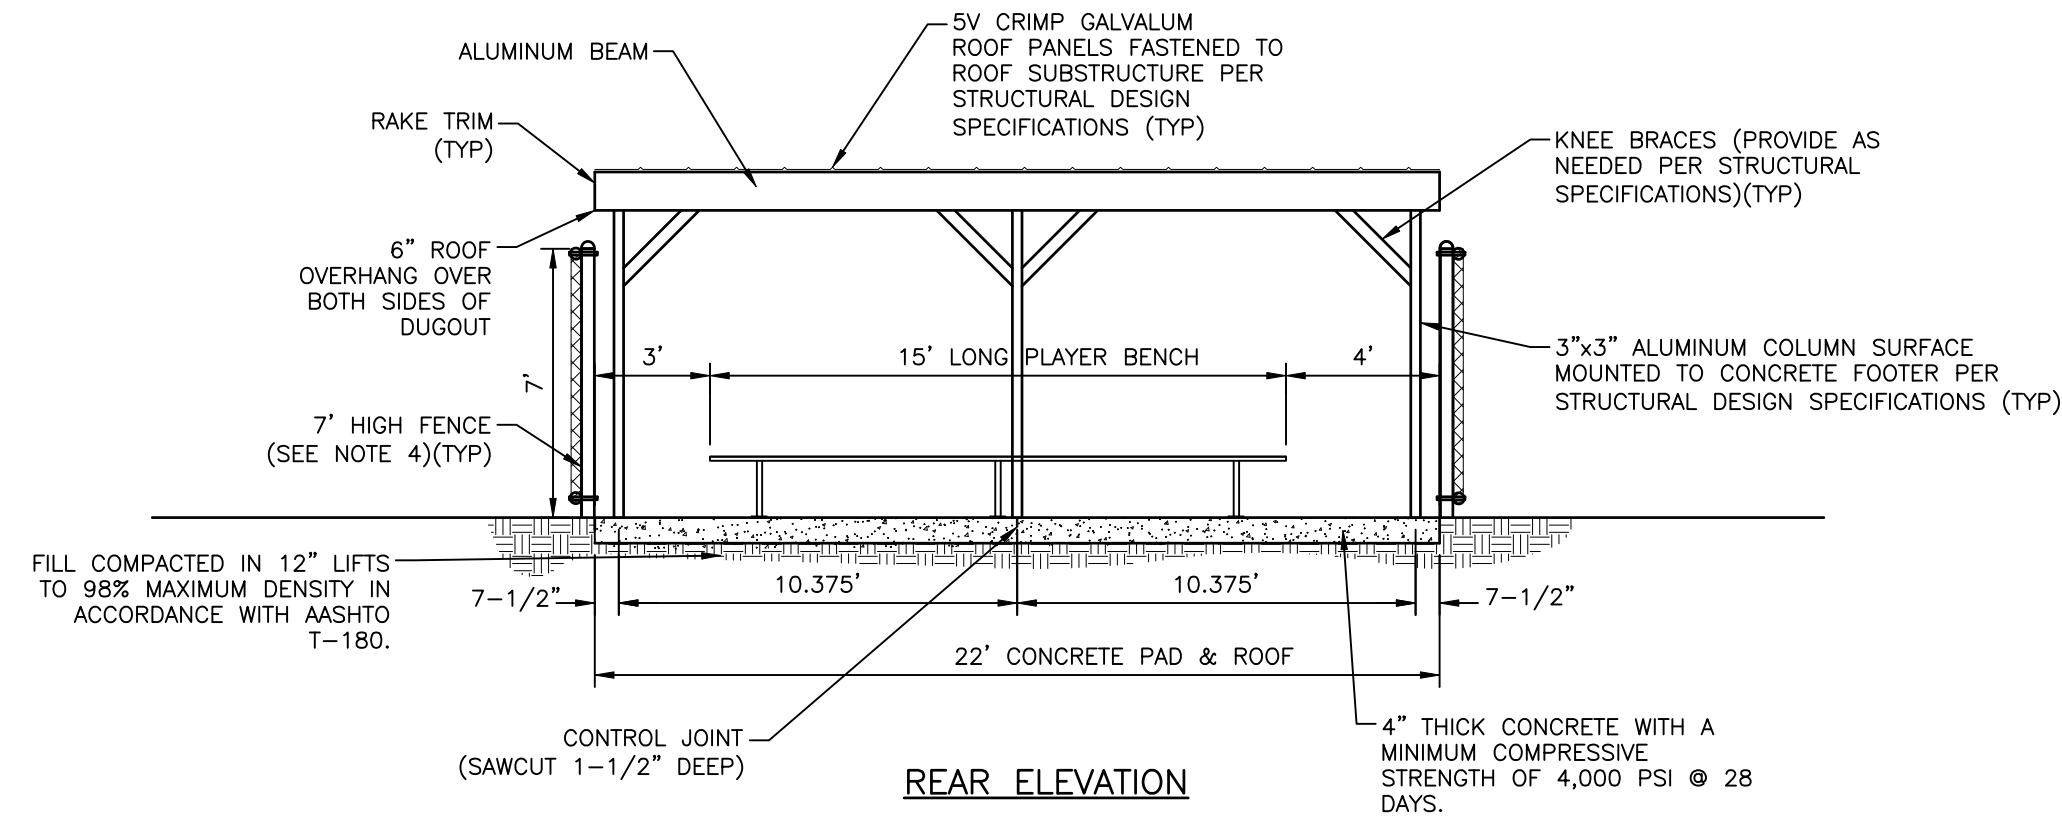 5V CRIMP GALVALUM
ROOF PANELS FASTENED TO
ROOF SUBSTRUCTURE PER
STRUCTURAL DESIGN
SPECIFICATIONS (TYP)
ALUMINUM BEAM
RAKE TRIM
(TYP)
KNEE BRACES (PROVIDE AS
NEEDED PER STRUCTURAL
SPECIFICATIONS)(TYP)
6” ROOF
OVERHANG OVER
BOTH SIDES OF
DUGOUT
3’
15’ LONG PLAYER BENCH
4’
7’
3”x3” ALUMINUM COLUMN SURFACE
MOUNTED TO CONCRETE FOOTER PER
STRUCTURAL DESIGN SPECIFICATIONS (TYP)
7’ HIGH FENCE
(SEE NOTE 4)(TYP)
FILL COMPACTED IN 12” LIFTS
TO 98% MAXIMUM DENSITY IN
ACCORDANCE WITH AASHTO
T-180.
7-1/2”
10.375’
10.375’
7-1/2”
22’ CONCRETE PAD & ROOF
CONTROL JOINT
(SAWCUT 1-1/2” DEEP)
4” THICK CONCRETE WITH A
MINIMUM COMPRESSIVE
STRENGTH OF 4,000 PSI @ 28
DAYS.
REAR ELEVATION